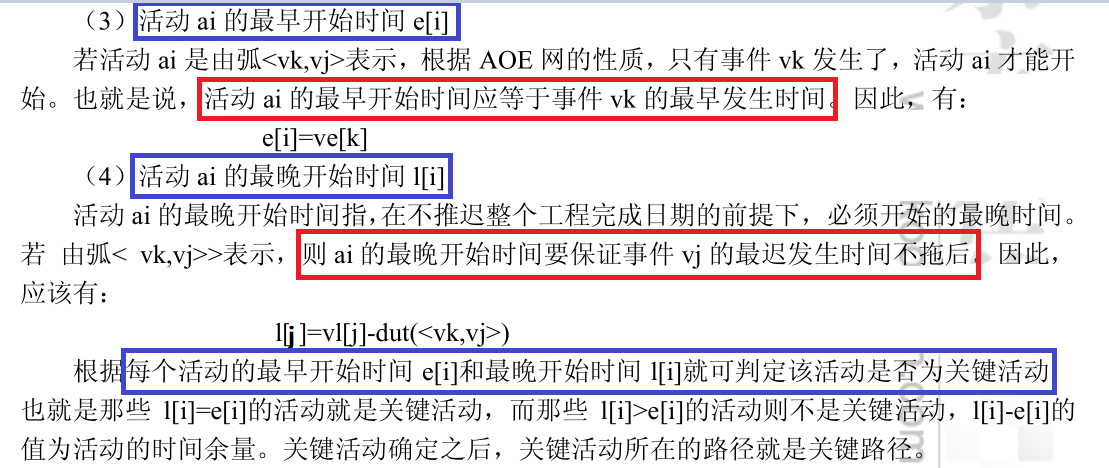 （3）活动 ai 的最早开始时间 e[i]
若活动 ai 是由弧<vk,vj>表示，根据 AOE 网的性质，只有事件 vk 发生了，活动 ai 才能开
始。也就是说，活动 ai 的最早开始时间应等于事件 vk 的最早发生时间。因此，有：
e[i]=ve[k]
（4）活动 ai 的最晚开始时间 l[i]
活动 ai 的最晚开始时间指，在不推迟整个工程完成日期的前提下，必须开始的最晚时间。
若 由弧< vk,vj>>表示，则 ai 的最晚开始时间要保证事件 vj 的最迟发生时间不拖后。因此，
应该有：
l[j]=vl[j]-dut(<vk,vj>)
根据每个活动的最早开始时间 e[i]和最晚开始时间 l[i]就可判定该活动是否为关键活动
也就是那些 l[i]=e[i]的活动就是关键活动，而那些 l[i]>e[i]的活动则不是关键活动，l[i]-e[i]的
值为活动的时间余量。关键活动确定之后，关键活动所在的路径就是关键路径。